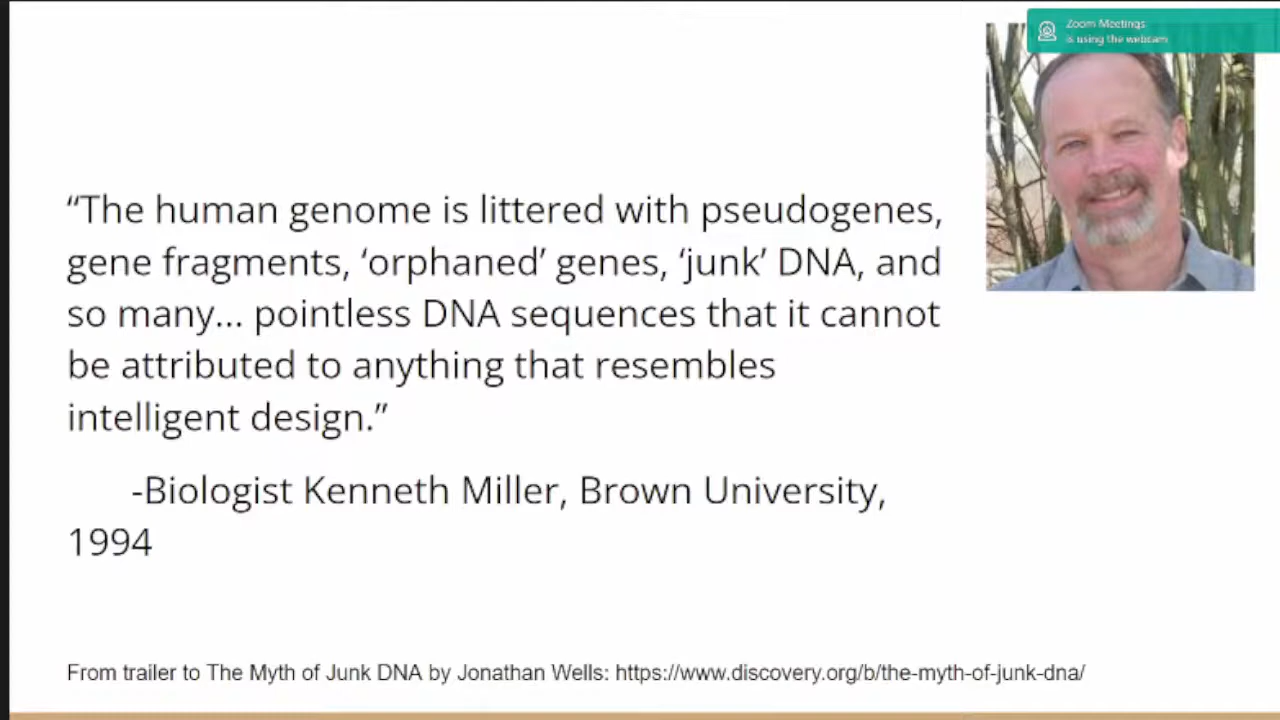 Zoom Meetings
is using the webcam
“The human genome is littered with pseudogenes,
gene fragments, ‘orphaned’ genes, ‘junk’ DNA, and
so many... pointless DNA sequences that it cannot
be attributed to anything that resembles
intelligent design.”
-Biologist Kenneth Miller, Brown University,
1994
From trailer to The Myth of Junk DNA by Jonathan Wells: https://www.discovery.org/b/the-myth-of-junk-dna/